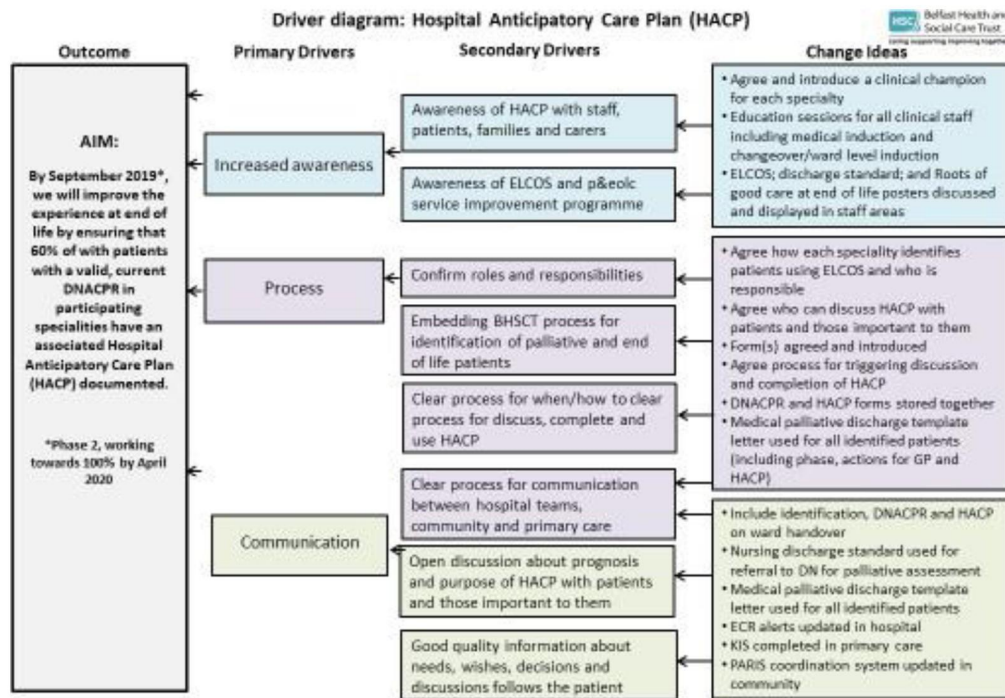 Driver diagram: Hospital Anticipatory Care Plan (HACP)
HSC Belfast Health and
Social Care Trust
caring supporting improving together
Outcome
Primary Drivers
Secondary Drivers
Change Ideas
AIM:
By September 2019*,
we will improve the
experience at end of
life by ensuring that
60% of with patients
with a valid, current
DNACPR in
participating
specialities have an
associated Hospital
Anticipatory Care Plan
(HACP) documented.
*Phase 2, working
towards 100% by April
2020
Increased awareness
Process
Communication
Awareness of HACP with staff,
patients, families and carers
Awareness of ELCOS and p&eolc
service improvement programme
Confirm roles and responsibilities
Embedding BHSCT process for
identification of palliative and end
of life patients
Clear process for when/how to clear
process for discuss, complete and
use HACP
Clear process for communication
between hospital teams,
community and primary care
Open discussion about prognosis
and purpose of HACP with patients
and those important to them
Good quality information about
needs, wishes, decisions and
discussions follows the patient
• Agree and introduce a clinical champion
for each specialty
• Education sessions for all clinical staff
including medical induction and
changeover/ward level induction
• ELCOS; discharge standard; and Roots of
good care at end of life posters discussed
and displayed in staff areas
• Agree how each speciality identifies
patients using ELCOS and who is
responsible
• Agree who can discuss HACP with
patients and those important to them
• Form(s) agreed and introduced
• Agree process for triggering discussion
and completion of HACP
• DNACPR and HACP forms stored together
• Medical palliative discharge template
letter used for all identified patients
(including phase, actions for GP and
HACP)
• Include identification, DNACPR and HACP
on ward handover
• Nursing discharge standard used for
referral to DN for palliative assessment
• Medical palliative discharge template
letter used for all identified patients
• ECR alerts updated in hospital
• KIS completed in primary care
• PARIS coordination system updated in
community